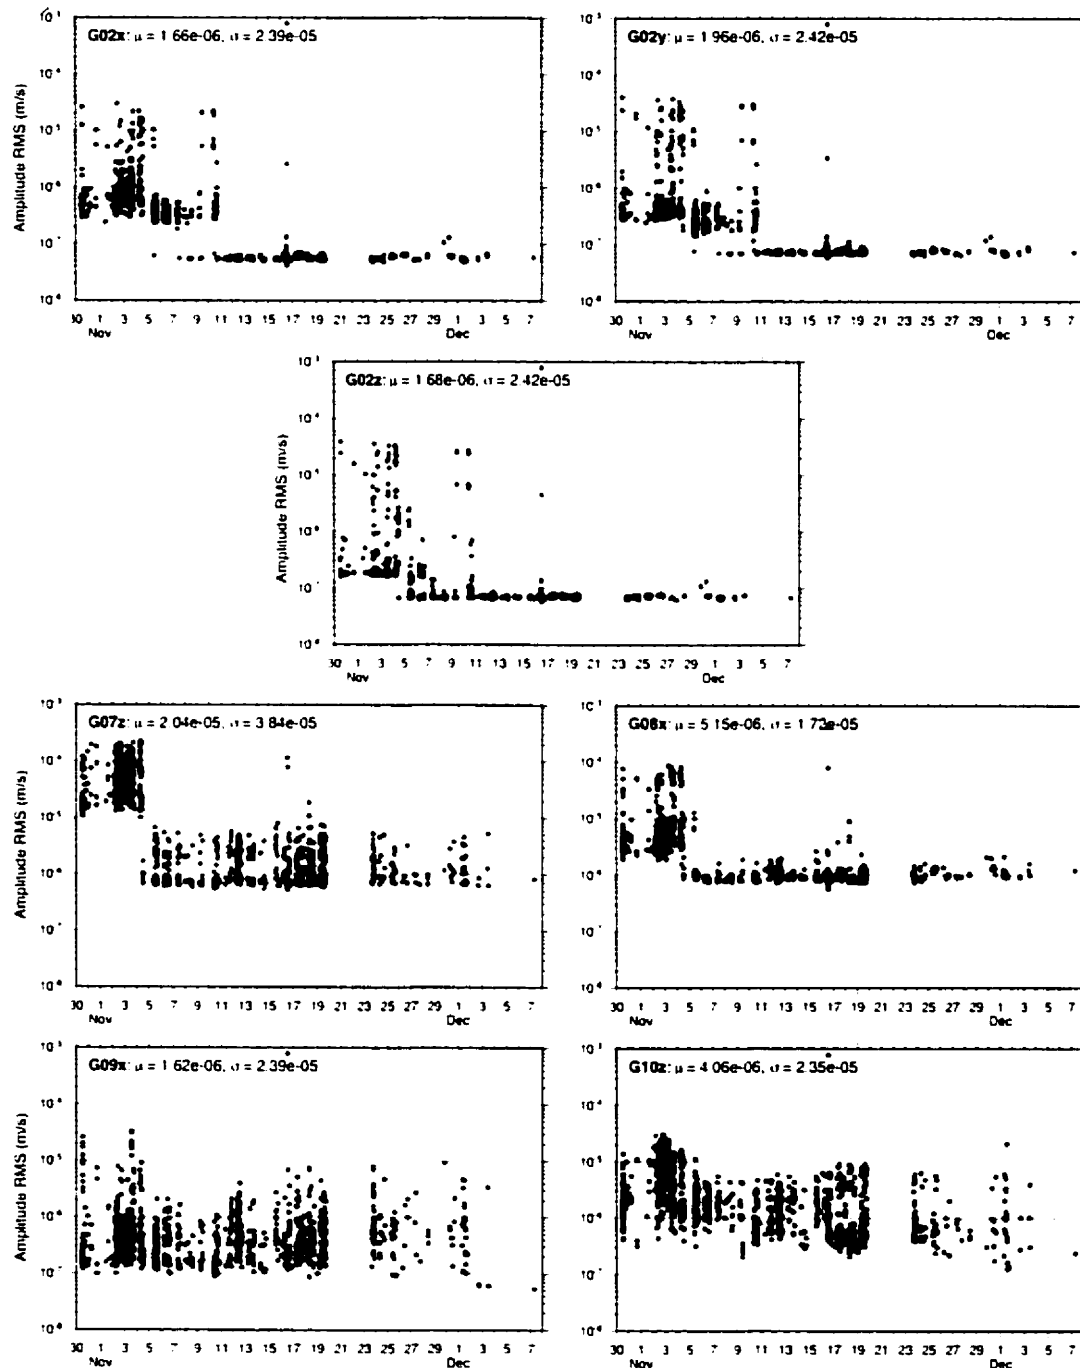 G02x: μ = 1.66e-06, σ = 2.39e-05
G02y: μ = 1.96e-06, σ = 2.42e-05
Amplitude RMS (m/s)
30 1 3 5 7 9 11 13 15 17 19 21 23 25 27 29 1 3 5 7
Nov Dec
30 1 3 5 7 9 11 13 15 17 19 21 23 25 27 29 1 3 5 7
Nov Dec
G02z: μ = 1.68e-06, σ = 2.42e-05
Amplitude RMS (m/s)
30 1 3 5 7 9 11 13 15 17 19 21 23 25 27 29 1 3 5 7
Nov Dec
G07z: μ = 2.04e-05, σ = 3.84e-05
G08x: μ = 5.15e-06, σ = 1.73e-05
Amplitude RMS (m/s)
30 1 3 5 7 9 11 13 15 17 19 21 23 25 27 29 1 3 5 7
Nov Dec
30 1 3 5 7 9 11 13 15 17 19 21 23 25 27 29 1 3 5 7
Nov Dec
G09x: μ = 1.62e-06, σ = 2.39e-05
G10z: μ = 4.06e-06, σ = 2.35e-05
Amplitude RMS (m/s)
30 1 3 5 7 9 11 13 15 17 19 21 23 25 27 29 1 3 5 7
Nov Dec
30 1 3 5 7 9 11 13 15 17 19 21 23 25 27 29 1 3 5 7
Nov Dec